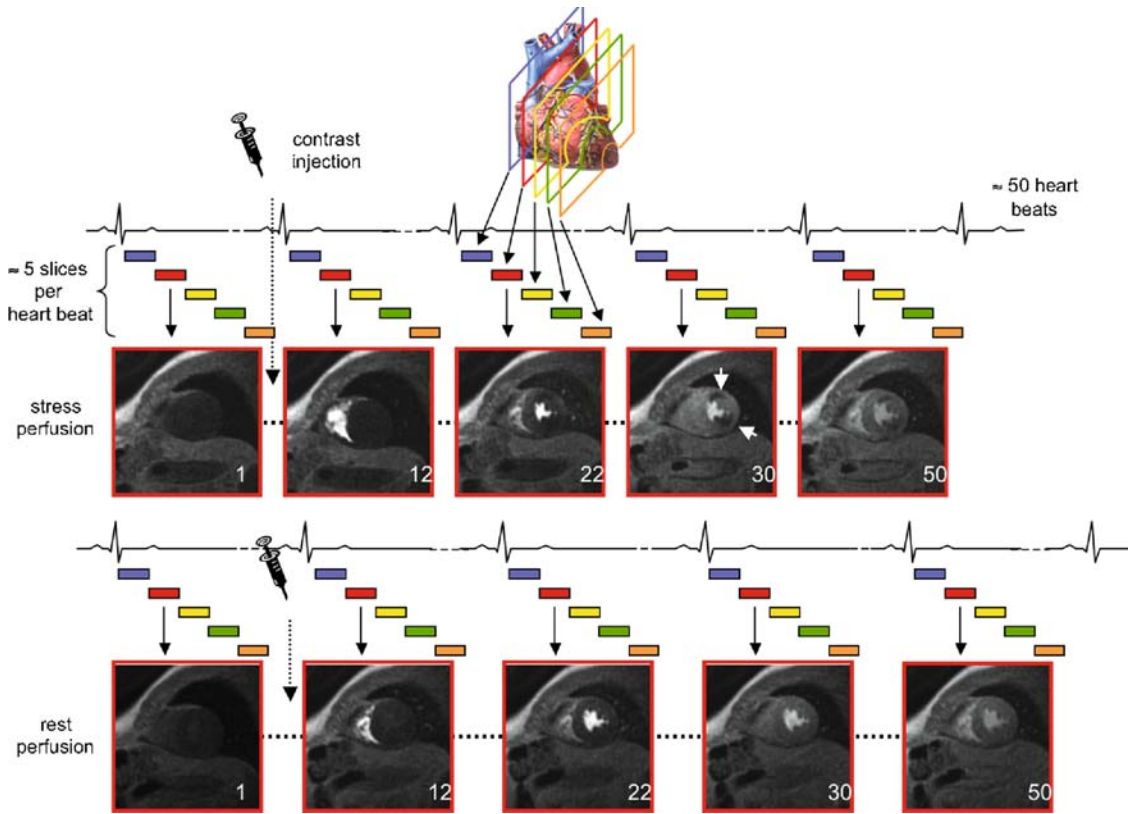 contrast
injection
≈ 50 heart
beats
≈ 5 slices
per
heart beat
stress
perfusion
1
12
22
30
50
rest
perfusion
1
12
22
30
50